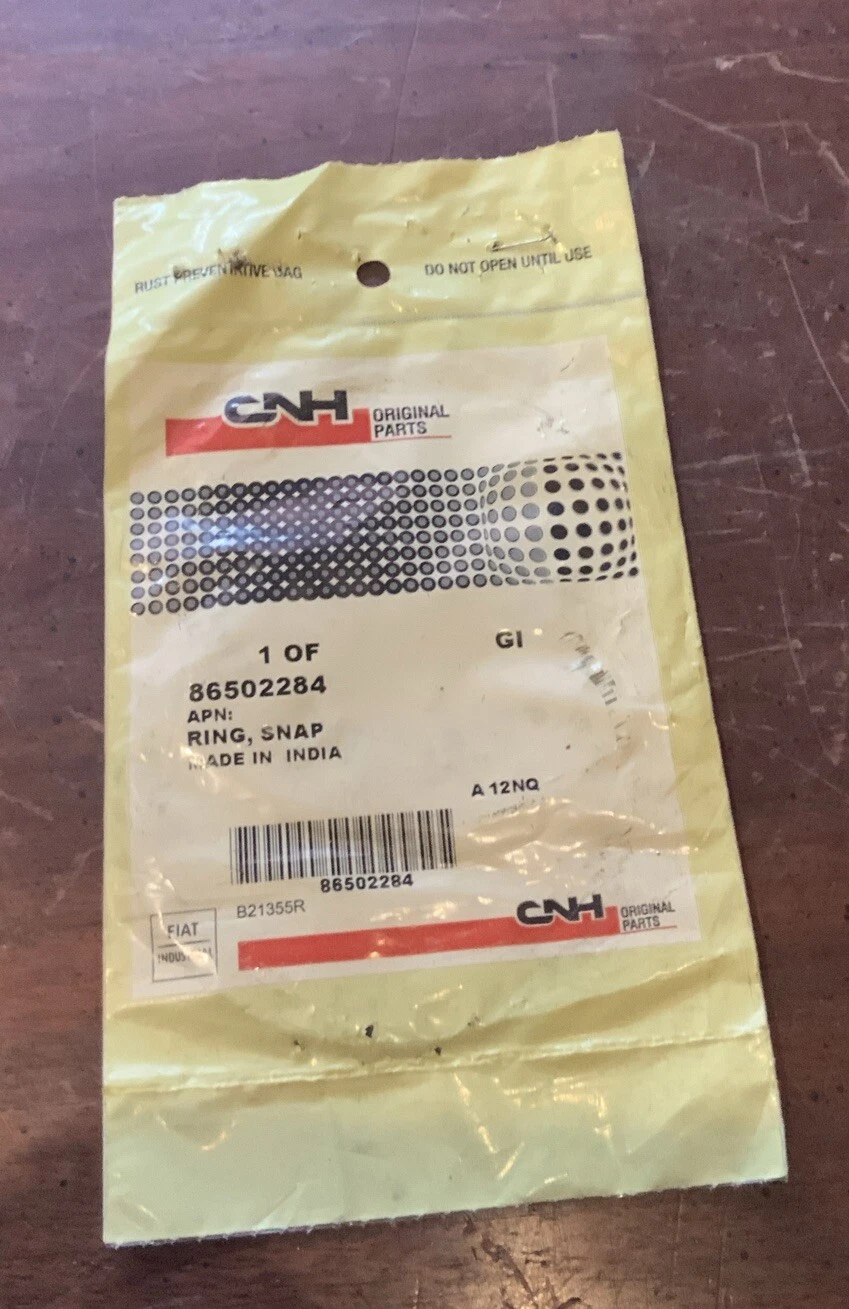 RUST PREVENTIVE BAG
DO NOT OPEN UNTIL USE
CNH ORIGINAL
PARTS
1 OF
GI
86502284
APN:
RING, SNAP
MADE IN INDIA
A 12NQ
86502284
B21355R
FIAT
INDUSTRIAL
CNH ORIGINAL
PARTS